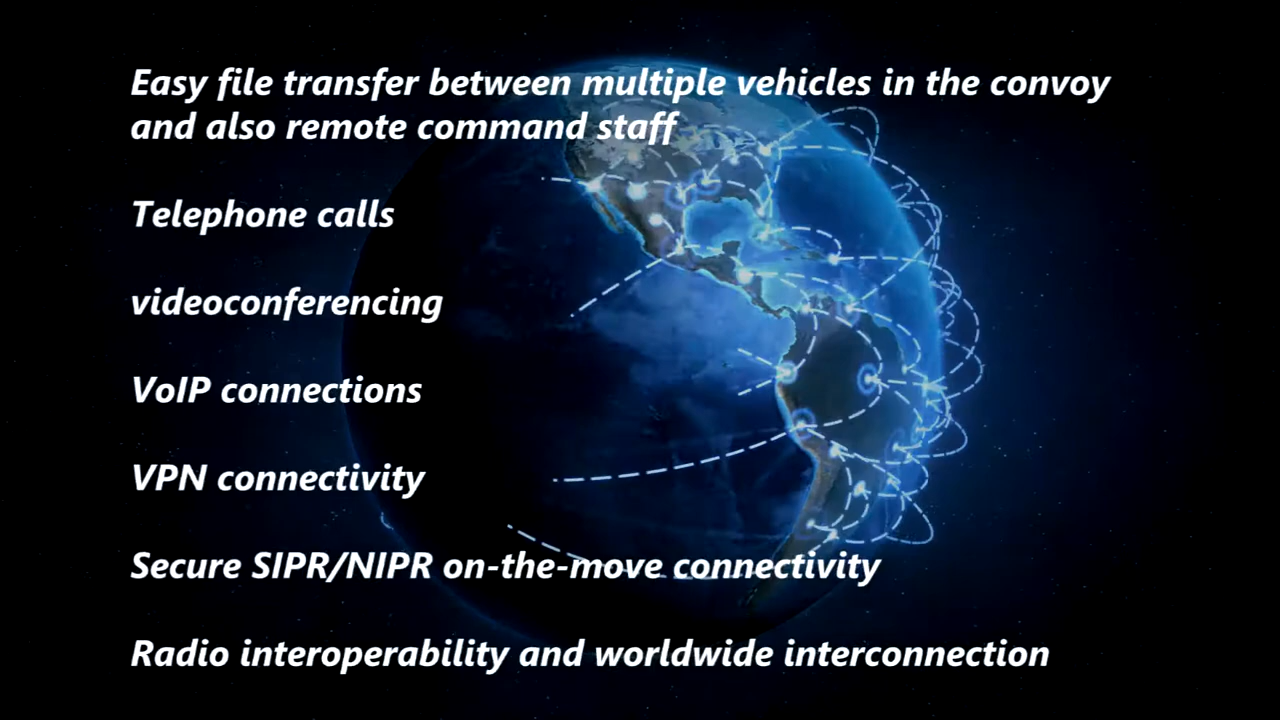 Easy file transfer between multiple vehicles in the convoy
and also remote command staff
Telephone calls
videoconferencing
VoIP connections
VPN connectivity
Secure SIPR/NIPR on-the-move connectivity
Radio interoperability and worldwide interconnection